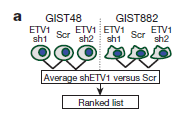 a
GIST48 GIST882
ETV1 Scr ETV1 ETV1 Scr ETV1
sh1 sh2 sh1 sh2
Average shETV1 versus Scr
Ranked list